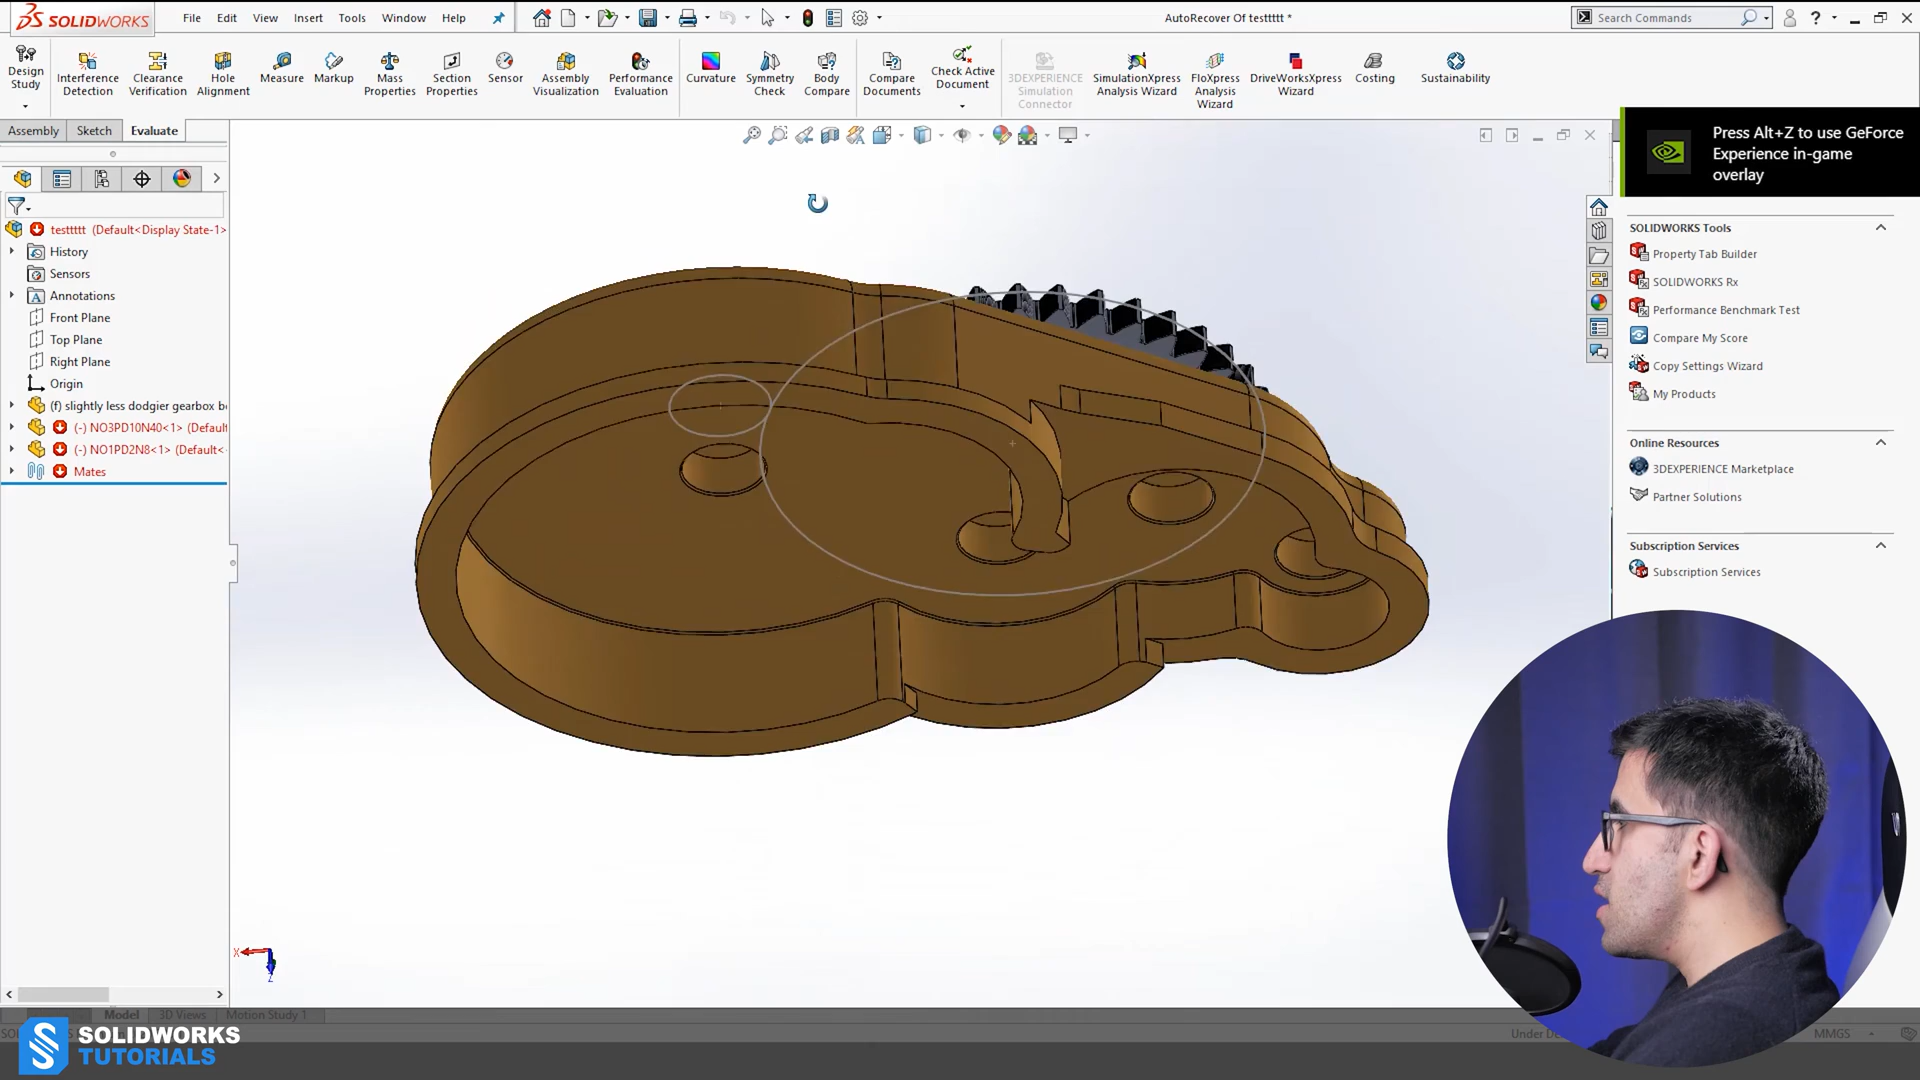 SOLIDWORKS File Edit View Insert Tools Window Help AutoRecover Of testtttt * Search Commands ?
Design Study
Interference Detection
Clearance Verification
Hole Alignment
Measure
Markup
Mass Properties
Section Properties
Sensor
Assembly Visualization
Performance Evaluation
Curvature
Symmetry Check
Body Compare
Compare Documents
Check Active Document
3DEXPERIENCE Simulation Connector
SimulationXpress Analysis Wizard
FloXpress Analysis Wizard
DriveWorksXpress Wizard
Costing
Sustainability
Assembly Sketch Evaluate
Press Alt+Z to use GeForce
Experience in-game
overlay
testtttt (Default<Display State-1>
History
Sensors
Annotations
Front Plane
Top Plane
Right Plane
Origin
(f) slightly less dodgier gearbox b
(-) NO3PD10N40<1> (Default
(-) NO1PD2N8<1> (Default<
Mates
SOLIDWORKS Tools
Property Tab Builder
SOLIDWORKS Rx
Performance Benchmark Test
Compare My Score
Copy Settings Wizard
My Products
Online Resources
3DEXPERIENCE Marketplace
Partner Solutions
Subscription Services
Subscription Services
X
Z
Model 3D Views Motion Study 1
Under De
MMGS
SOLIDWORKS
TUTORIALS